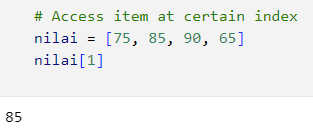 # Access item at certain index
nilai = [75, 85, 90, 65]
nilai[1]
85